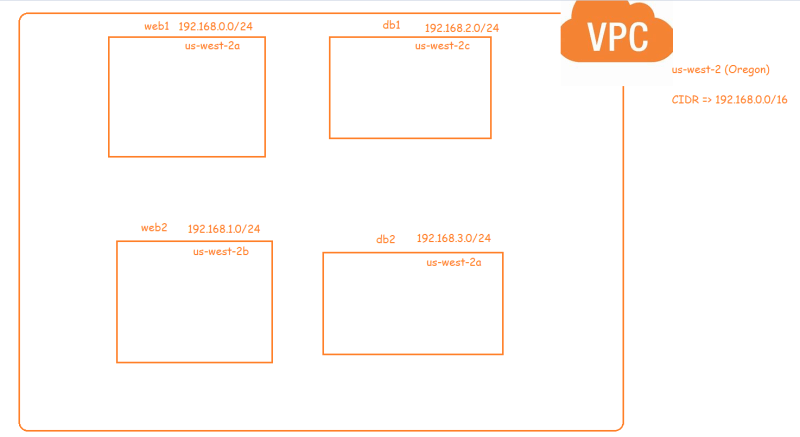 web1 192.168.0.0/24
us-west-2a
db1 192.168.2.0/24
us-west-2c
VPC
us-west-2 (Oregon)
CIDR => 192.168.0.0/16
web2 192.168.1.0/24
us-west-2b
db2 192.168.3.0/24
us-west-2a